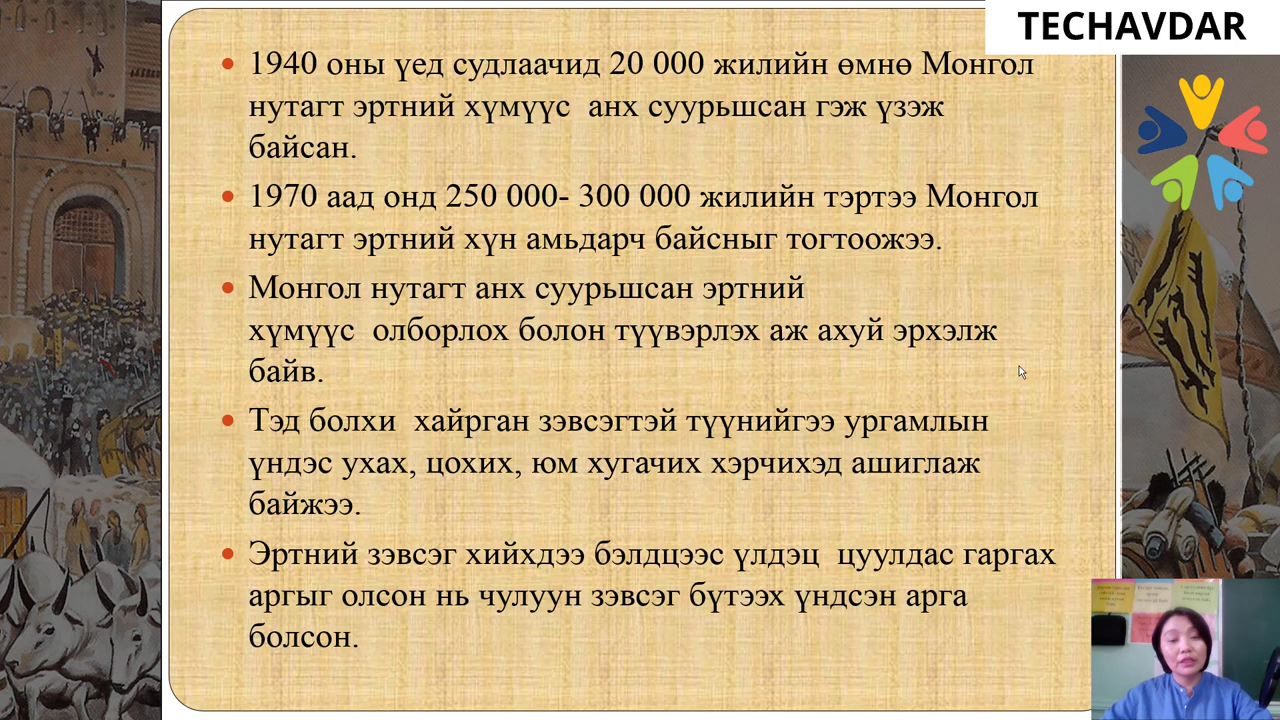 TECHAVDAR
1940 оны үед судлаачид 20 000 жилийн өмнө Монгол
нутагт эртний хүмүүс анх суурьшсан гэж үзэж
байсан.
1970 аад онд 250 000- 300 000 жилийн тэртээ Монгол
нутагт эртний хүн амьдарч байсныг тогтоожээ.
Монгол нутагт анх суурьшсан эртний
хүмүүс олборлох болон түүвэрлэх аж ахуй эрхэлж
байв.
Тэд болхи хайрган зэвсэгтэй түүнийгээ ургамлын
үндэс ухах, цохих, юм хугачих хэрчихэд ашиглаж
байжээ.
Эртний зэвсэг хийхдээ бэлдцээс үлдэц цуулдас гаргах
аргыг олсон нь чулуун зэвсэг бүтээх үндсэн арга
болсон.